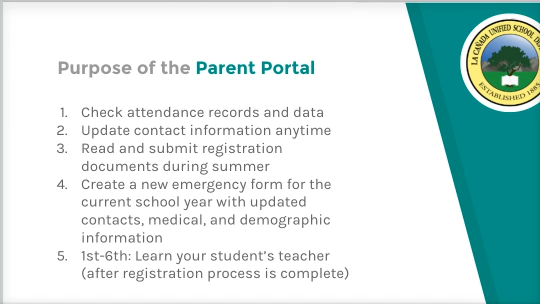 Purpose of the Parent Portal
1. Check attendance records and data
2. Update contact information anytime
3. Read and submit registration
documents during summer
4. Create a new emergency form for the
current school year with updated
contacts, medical, and demographic
information
5. 1st-6th: Learn your student's teacher
(after registration process is complete)
LA CAÑADA UNIFIED SCHOOL
ESTABLISHED 1885